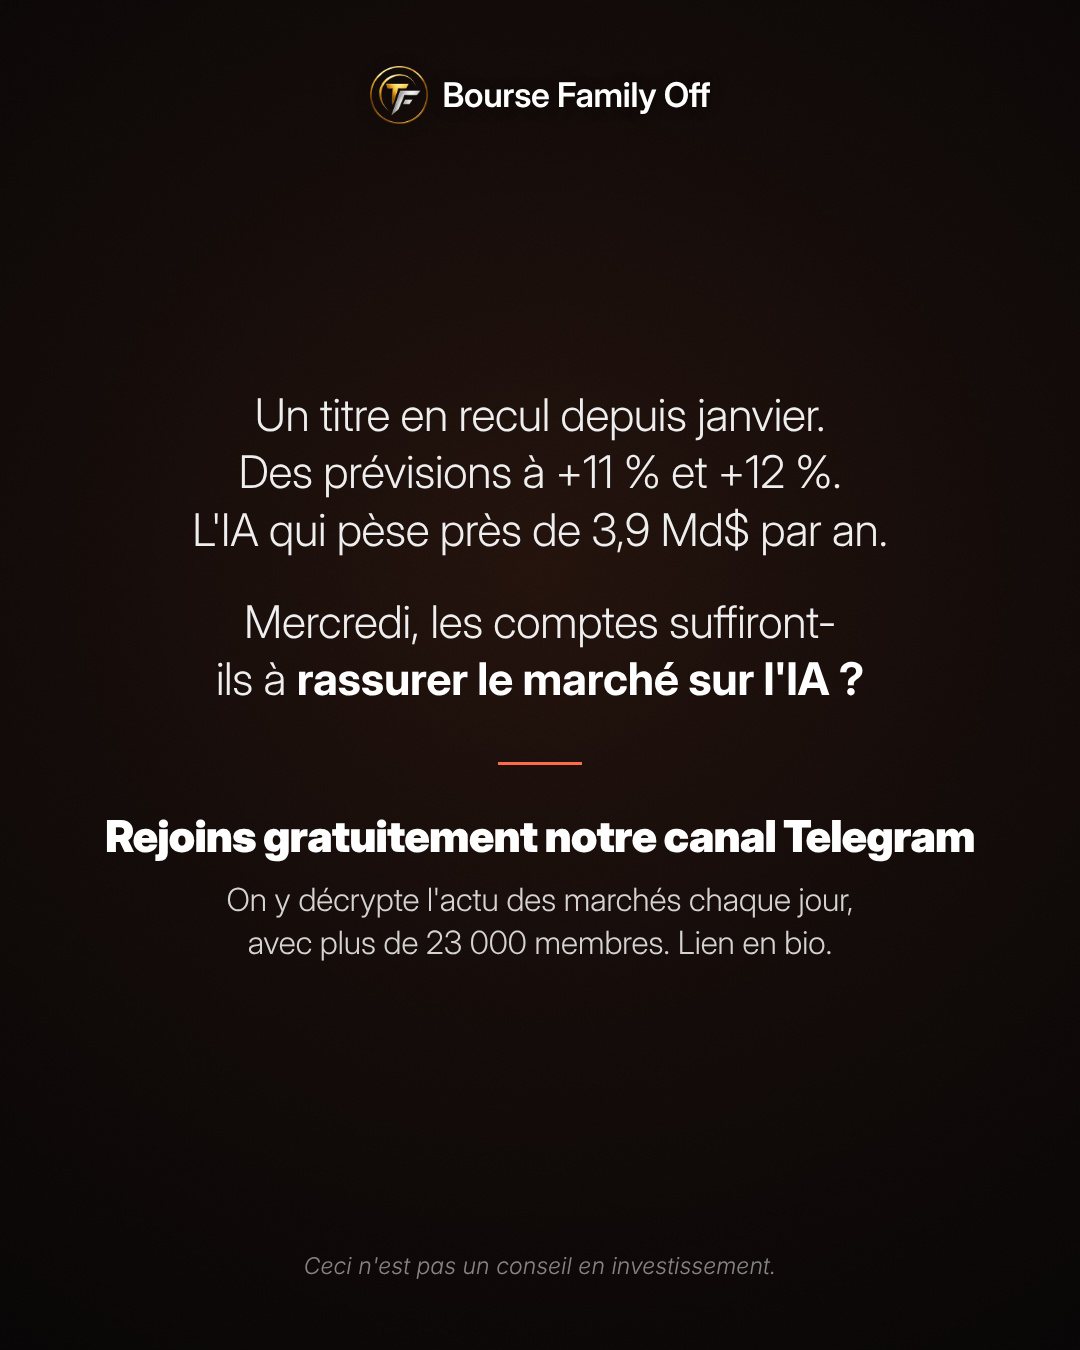 TF Bourse Family Off
Un titre en recul depuis janvier.
Des prévisions à +11 % et +12 %.
L'IA qui pèse près de 3,9 Md$ par an.
Mercredi, les comptes suffiront-
ils à rassurer le marché sur l'IA ?
Rejoins gratuitement notre canal Telegram
On y décrypte l'actu des marchés chaque jour,
avec plus de 23 000 membres. Lien en bio.
Ceci n'est pas un conseil en investissement.